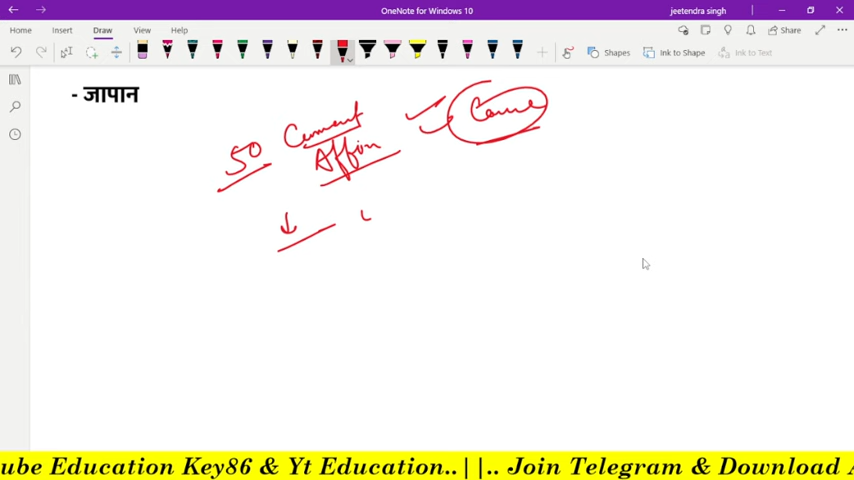 OneNote for Windows 10
jeetendra singh
Home Insert Draw View Help
Share
Shapes Ink to Shape Ink to Text
- जापान
50 Current Affair
ube Education Key86 & Yt Education..||.. Join Telegram & Download A